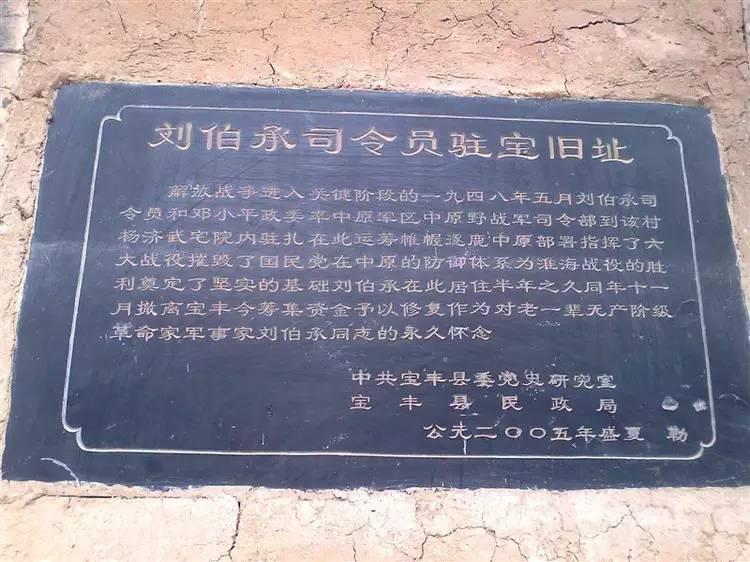 刘伯承司令员驻宝旧址
解放战争进入关键阶段的一九四八年五月刘伯承司
令员和邓小平政委率中原军区中原野战军司令部到该村
杨济武宅院内驻扎在此运筹帷幄逐鹿中原部署指挥了六
大战役摧毁了国民党在中原的防御体系为淮海战役的胜
利奠定了坚实的基础刘伯承在此居住半年之久同年十一
月撤离宝丰今筹集资金予以修复作为对老一辈无产阶级
革命家军事家刘伯承同志的永久怀念
中共宝丰县委党史研究室
宝丰县民政局
公元二〇〇五年盛夏 勒